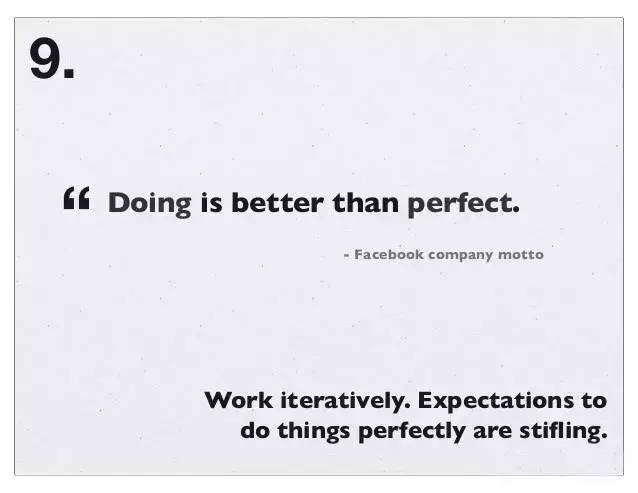 9.
“ Doing is better than perfect.
- Facebook company motto
Work iteratively. Expectations to
do things perfectly are stifling.